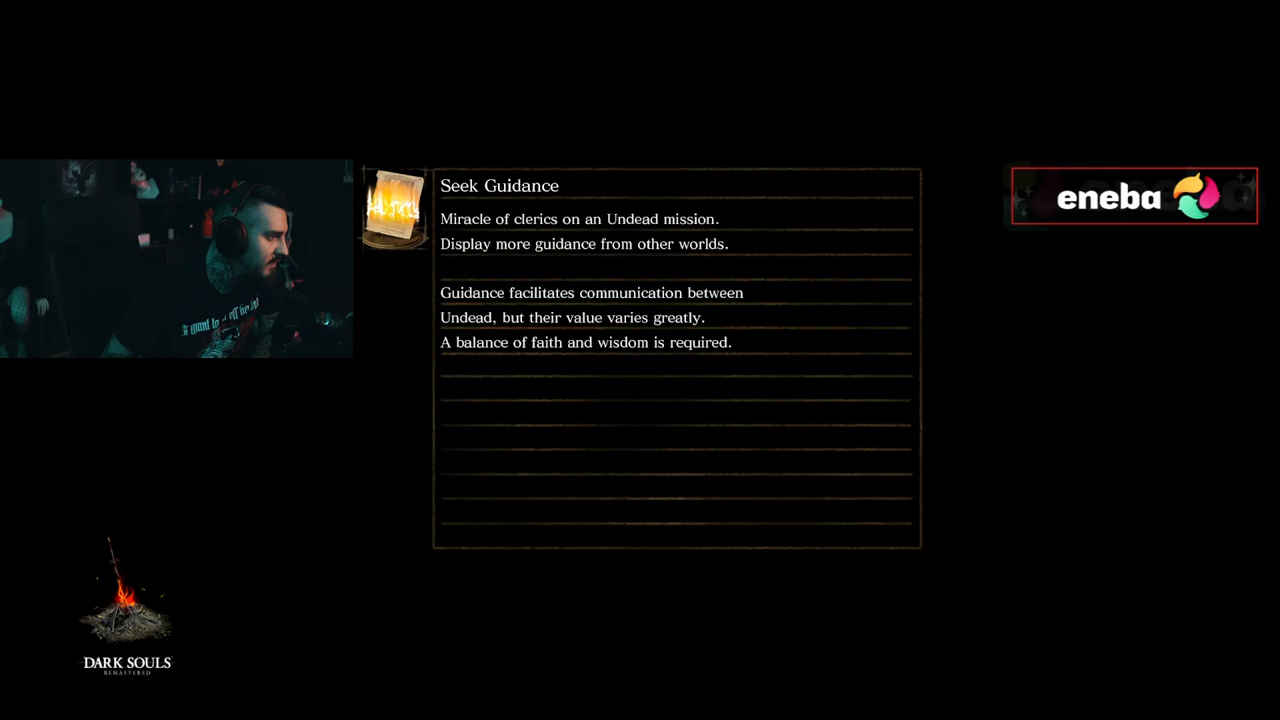 Seek Guidance
Miracle of clerics on an Undead mission.
Display more guidance from other worlds.
Guidance facilitates communication between
Undead, but their value varies greatly.
A balance of faith and wisdom is required.
eneba
DARK SOULS
REMASTERED